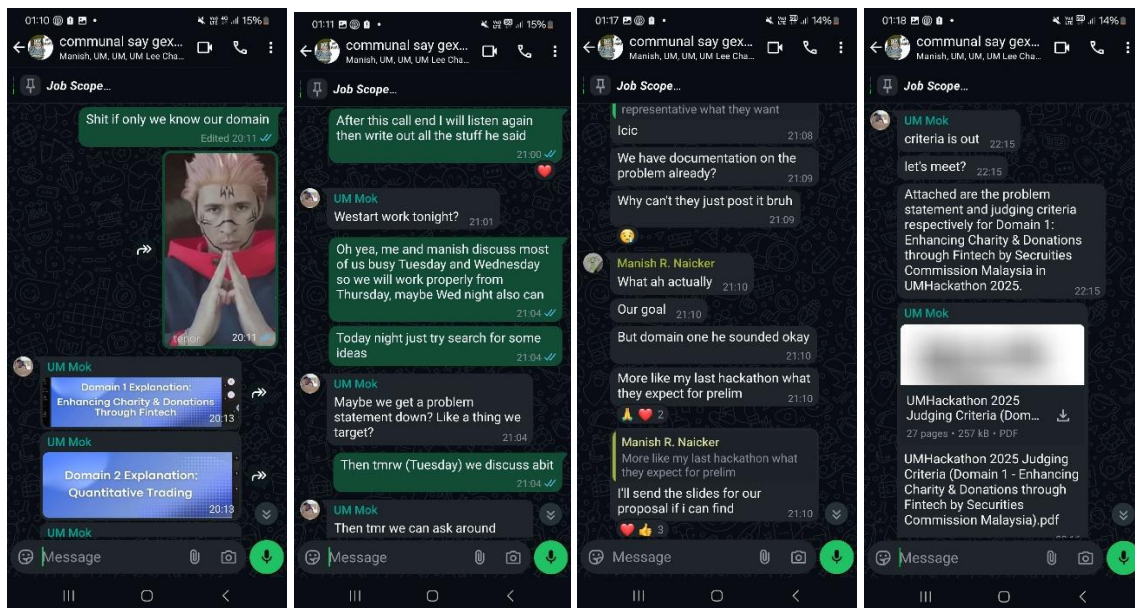 01:10
15%
communal say gex...
Manish, UM, UM, UM Lee Cha...
Job Scope...
Shit if only we know our domain
Edited 20:11
tenor
20:11
UM Mok
Domain 1 Explanation:
Enhancing Charity & Donations
Through Fintech
20:13
UM Mok
Domain 2 Explanation:
Quantitative Trading
20:13
UM Mok
Message
01:11
15%
communal say gex...
Manish, UM, UM, UM Lee Cha...
Job Scope...
After this call end I will listen again
then write out all the stuff he said
21:00
UM Mok
Westart work tonight?
21:01
Oh yea, me and manish discuss most
of us busy Tuesday and Wednesday
so we will work properly from
Thursday, maybe Wed night also can
21:04
Today night just try search for some
ideas
21:04
UM Mok
Maybe we get a problem
statement down? Like a thing we
target?
21:04
Then tmrw (Tuesday) we discuss abit
21:04
UM Mok
Then tmr we can ask around
Message
01:17
14%
communal say gex...
Manish, UM, UM, UM Lee Cha...
Job Scope...
representative what they want
Icic
21:08
We have documentation on the
problem already?
21:09
Why can't they just post it bruh
21:09
Manish R. Naicker
What ah actually
21:10
Our goal
21:10
But domain one he sounded okay
21:10
More like my last hackathon what
they expect for prelim
21:10
2
Manish R. Naicker
More like my last hackathon what
they expect for prelim
I'll send the slides for our
proposal if i can find
21:10
3
Message
01:18
14%
communal say gex...
Manish, UM, UM, UM Lee Cha...
Job Scope...
UM Mok
criteria is out
22:15
let's meet?
22:15
Attached are the problem
statement and judging criteria
respectively for Domain 1:
Enhancing Charity & Donations
through Fintech by Secruities
Commission Malaysia in
UMHackathon 2025.
22:15
UM Mok
UMHackathon 2025
Judging Criteria (Dom...
27 pages • 257 kB • PDF
UMHackathon 2025 Judging
Criteria (Domain 1 - Enhancing
Charity & Donations through
Fintech by Securities
Commission Malaysia).pdf
Message